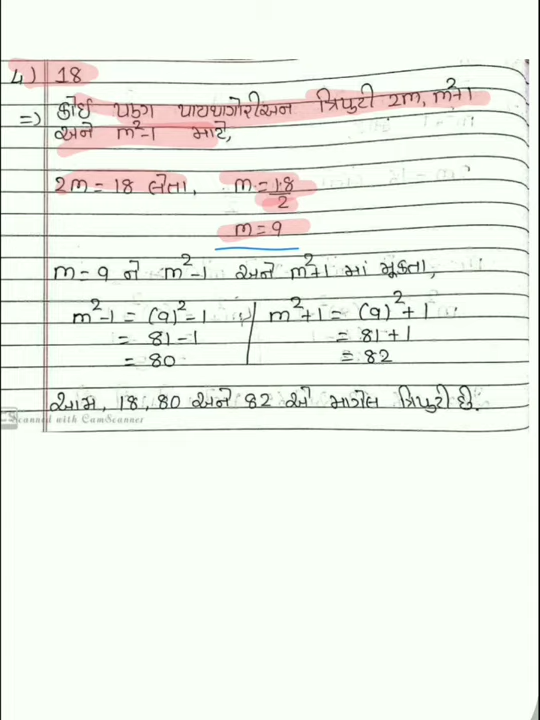 4) 18
=> કોઈ પણ પાયથાગોરીઅન ત્રિપુટી 2m, m²+1
અને m²-1 માટે,
2m = 18 લેતા, m = 18/2
m = 9
m = 9 ને m²-1 અને m²+1 માં મૂકતા,
m²-1 = (9)²-1 | m²+1 = (9)²+1
= 81-1 | = 81+1
= 80 | = 82
આમ, 18, 80 અને 82 એ માગેલ ત્રિપુટી છે.
Scanned with CamScanner